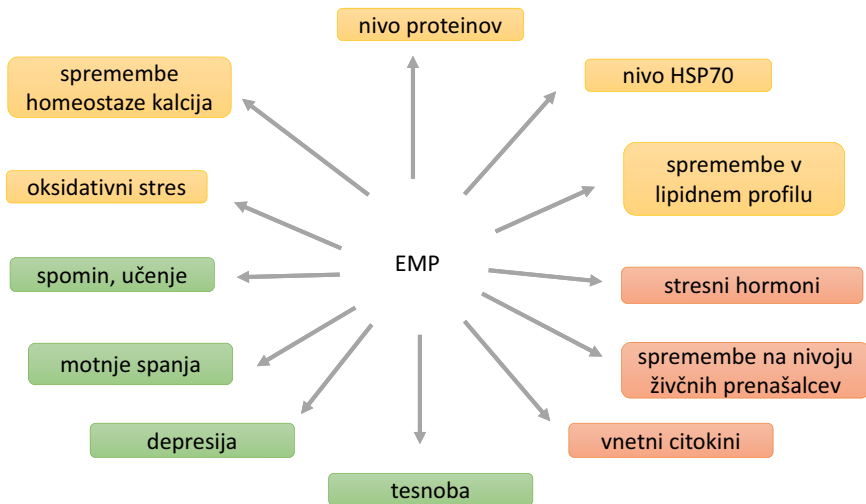 nivo proteinov
spremembe
homeostaze kalcija
nivo HSP70
oksidativni stres
spremembe v
lipidnem profilu
EMP
spomin, učenje
stresni hormoni
motnje spanja
spremembe na nivoju
živčnih prenašalcev
depresija
vnetni citokini
tesnoba